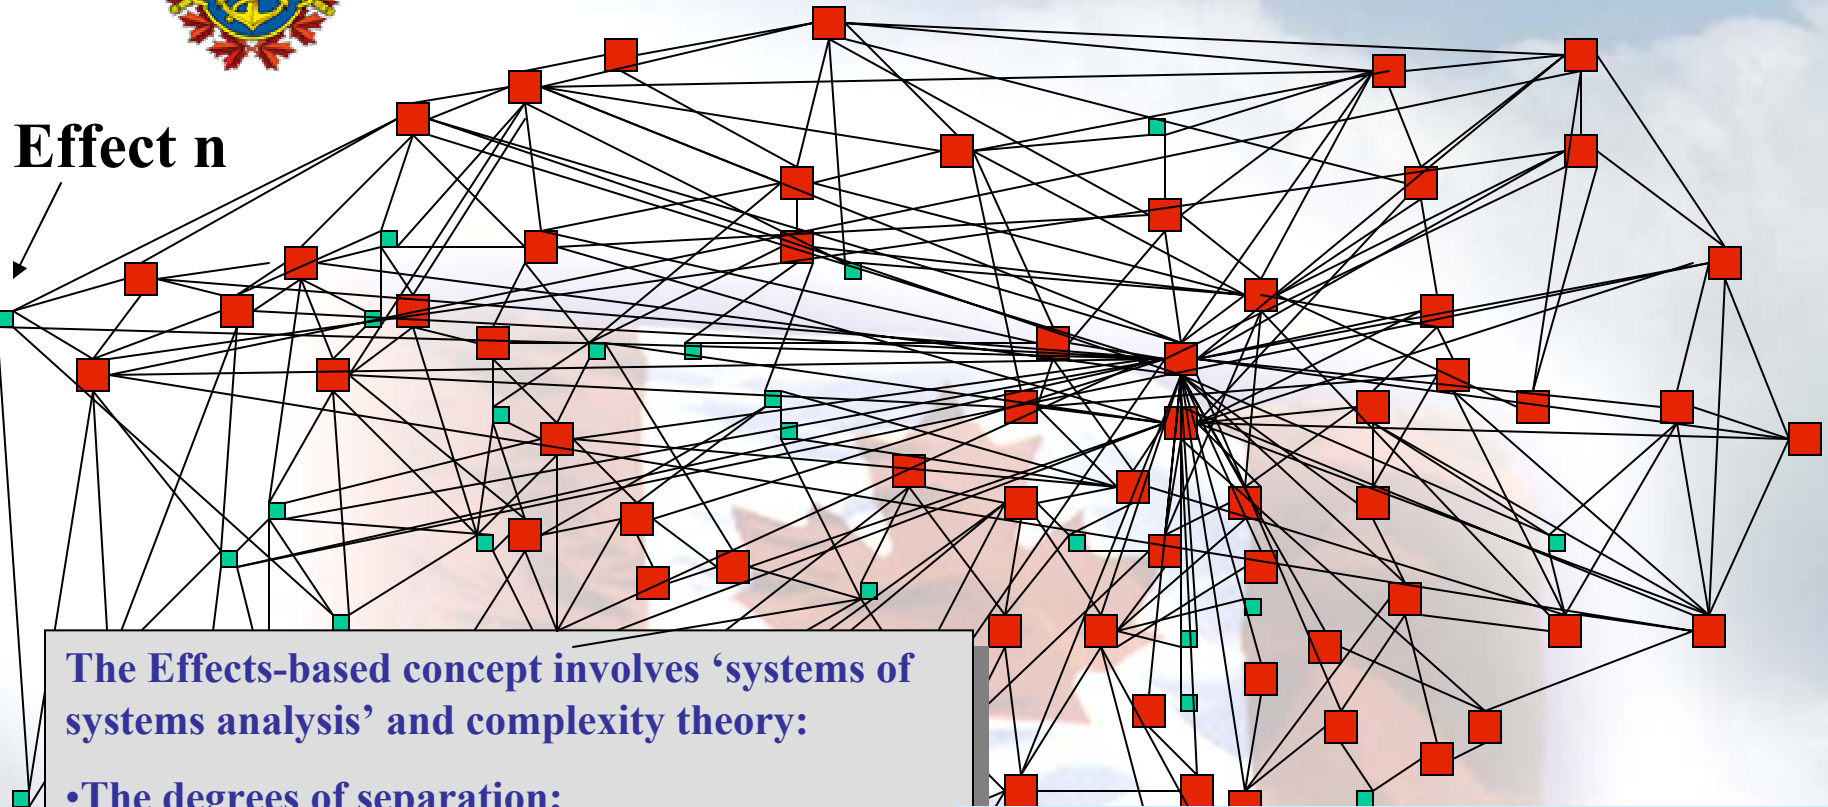 Effect n
The Effects-based concept involves ‘systems of
systems analysis’ and complexity theory:
•The degrees of separation;